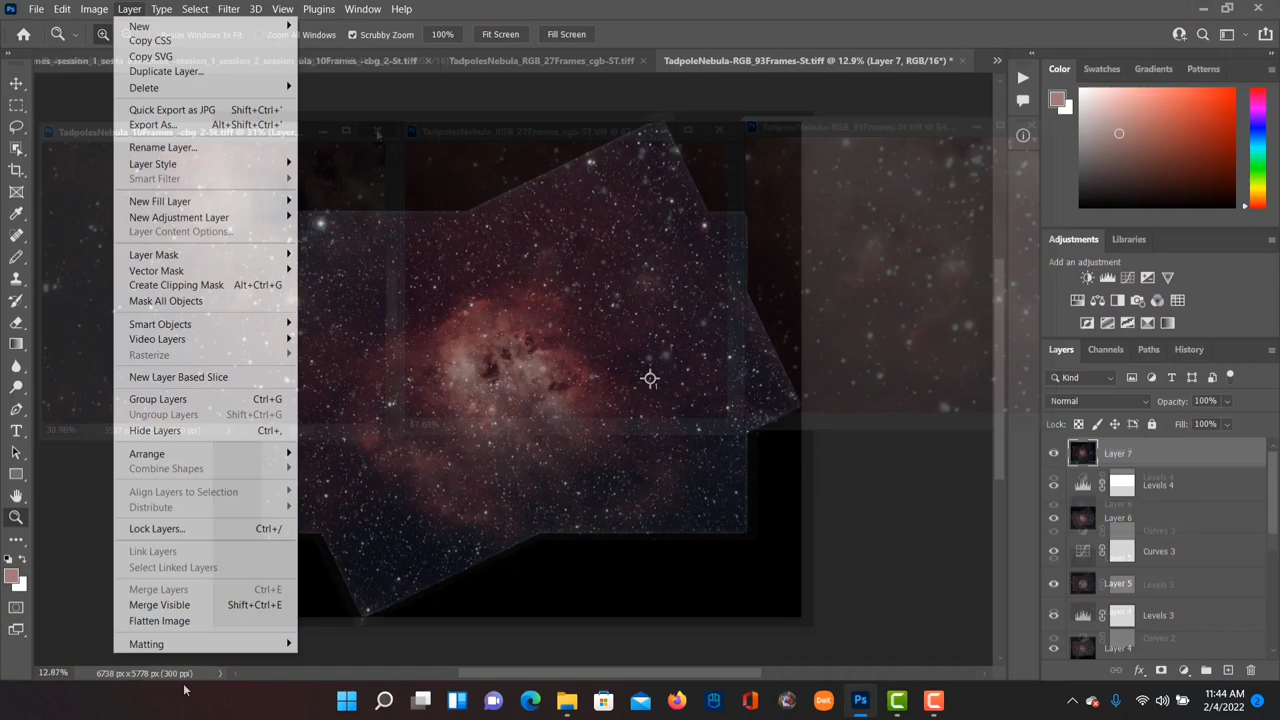 File Edit Image Layer Type Select Filter 3D View Plugins Window Help
Resize Windows to Fit All Windows Scrubby Zoom 100% Fit Screen Fill Screen
TadpolesNebula_RGB_27Frames_cgb-ST.tiff TadpoleNebula-RGB_93Frames-St.tiff @ 12.9% (Layer 7, RGB/16*) *
New
Copy CSS
Copy SVG
Duplicate Layer...
Delete
Quick Export as JPG Shift+Ctrl+'
Export As... Alt+Shift+Ctrl+'
Rename Layer...
Layer Style
Smart Filter
New Fill Layer
New Adjustment Layer
Layer Content Options...
Layer Mask
Vector Mask
Create Clipping Mask Alt+Ctrl+G
Mask All Objects
Smart Objects
Video Layers
Rasterize
New Layer Based Slice
Group Layers Ctrl+G
Ungroup Layers Shift+Ctrl+G
Hide Layers Ctrl+,
Arrange
Combine Shapes
Align Layers to Selection
Distribute
Lock Layers... Ctrl+/
Link Layers
Select Linked Layers
Merge Layers Ctrl+E
Merge Visible Shift+Ctrl+E
Flatten Image
Matting
12.87% 6738 px x 5778 px (300 ppi)
Color Swatches Gradients Patterns
Adjustments Libraries
Add an adjustment
Layers Channels Paths History
Kind
Normal Opacity: 100%
Lock: Fill: 100%
Layer 7
Levels 4
Layer 6
Curves 3
Layer 5
Levels 3
Layer 4
11:44 AM
2/4/2022